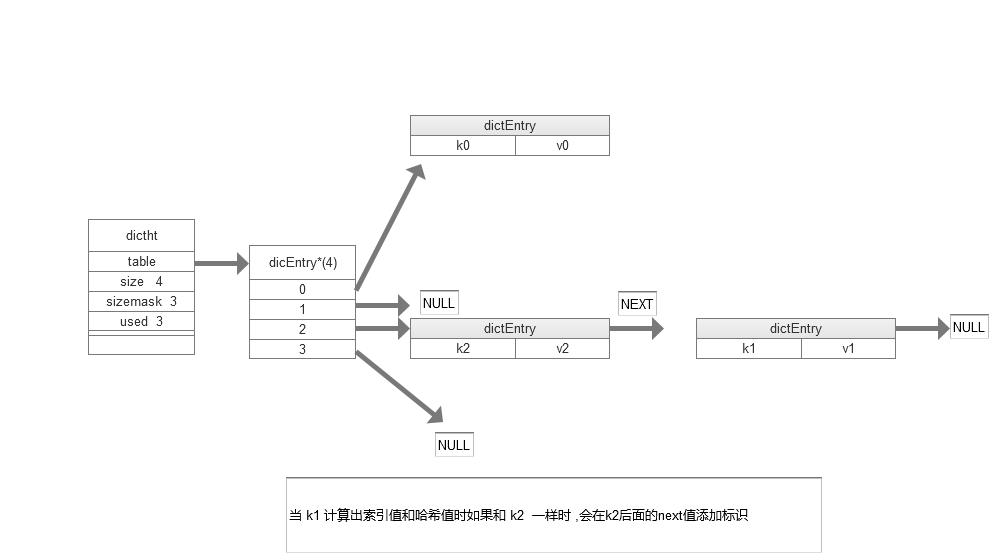 dictEntry
k0 v0
dictht
table
size 4
sizemask 3
used 3
dicEntry*(4)
0
1
2
3
NULL
NEXT
dictEntry
k2 v2
dictEntry
k1 v1
NULL
NULL
当 k1 计算出索引值和哈希值时如果和 k2 一样时 ,会在k2后面的next值添加标识